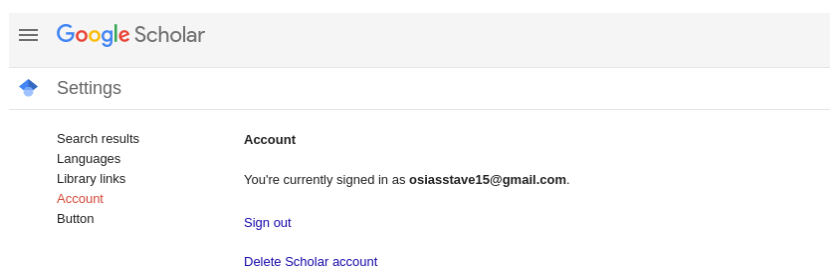 Google Scholar
Settings
Search results
Languages
Library links
Account
Button
Account
You're currently signed in as osiasstave15@gmail.com.
Sign out
Delete Scholar account